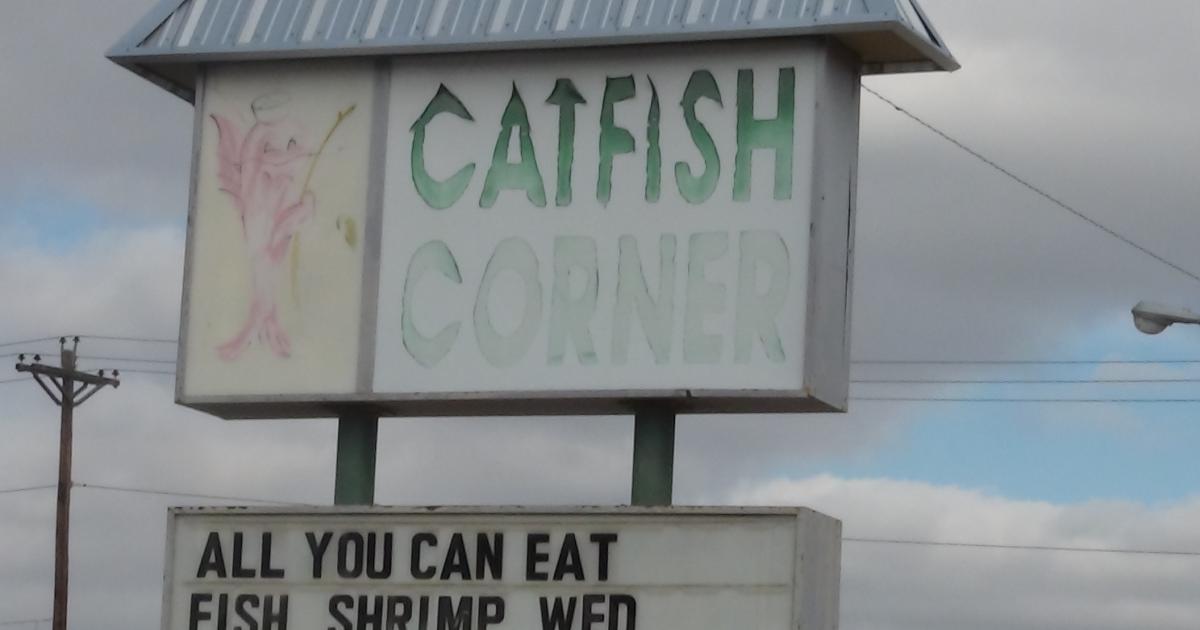 CATFISH
CORNER
ALL YOU CAN EAT
FISH SHRIMP WED